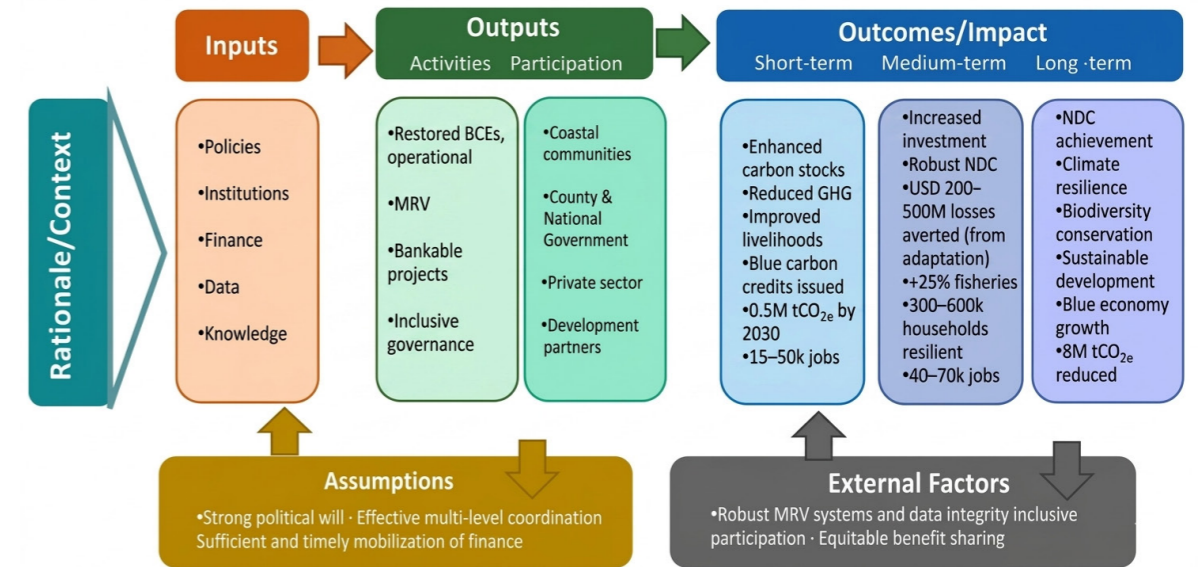 Inputs
Outputs
Activities Participation
Outcomes/Impact
Short-term Medium-term Long -term
Rationale/Context
•Policies
•Institutions
•Finance
•Data
•Knowledge
•Restored BCEs,
operational
•MRV
•Bankable
projects
•Inclusive
governance
•Coastal
communities
•County &
National
Government
•Private sector
•Development
partners
•Enhanced
carbon stocks
•Reduced GHG
•Improved
livelihoods
•Blue carbon
credits issued
•0.5M tCO2e by
2030
•15–50k jobs
•Increased
investment
•Robust NDC
•USD 200–
500M losses
averted (from
adaptation)
•+25% fisheries
•300–600k
households
resilient
•40–70k jobs
•NDC
achievement
•Climate
resilience
•Biodiversity
conservation
•Sustainable
development
•Blue economy
growth
•8M tCO2e
reduced
Assumptions
•Strong political will · Effective multi-level coordination
Sufficient and timely mobilization of finance
External Factors
•Robust MRV systems and data integrity inclusive
participation · Equitable benefit sharing